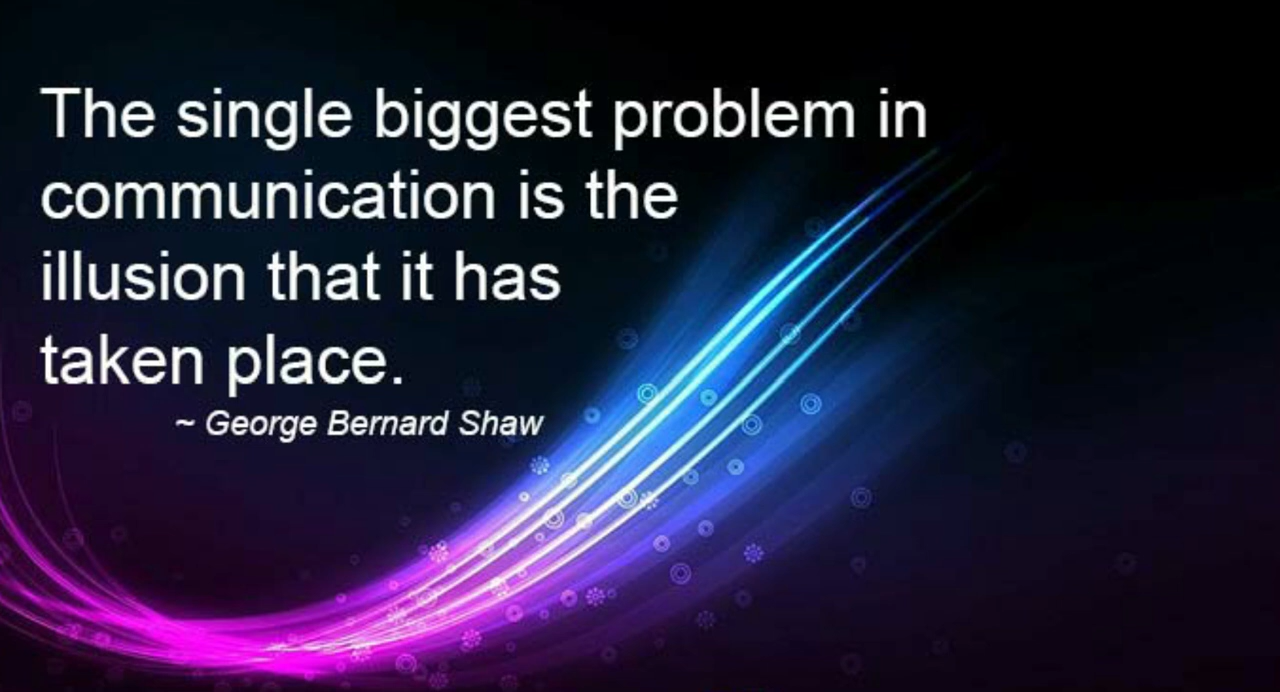 The single biggest problem in
communication is the
illusion that it has
taken place.
~ George Bernard Shaw